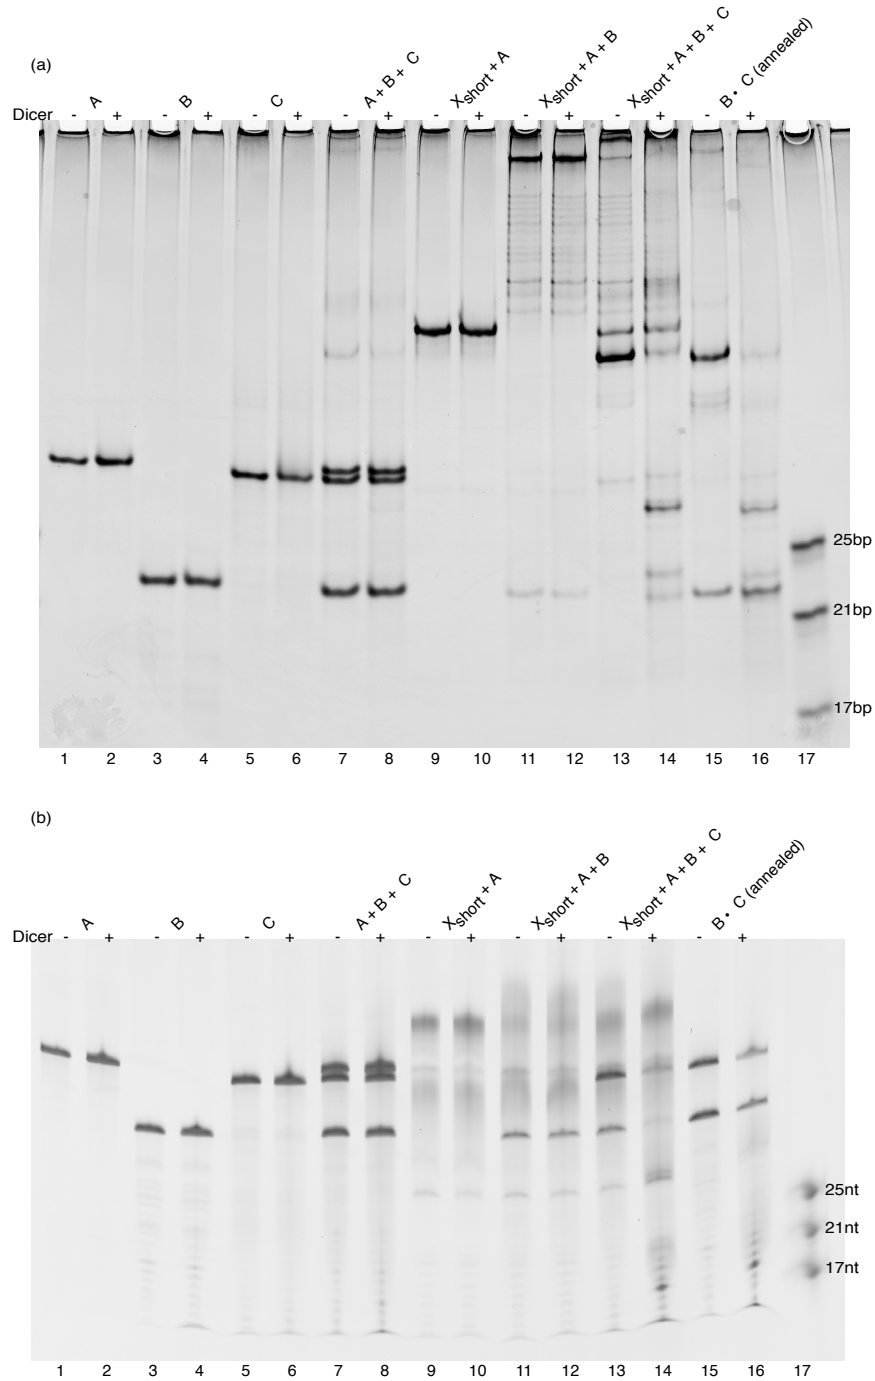 (a)
A B C A + B + C Xshort + A Xshort + A + B Xshort + A + B + C B • C (annealed)
Dicer - + - + - + - + - + - + - + - +
25bp
21bp
17bp
1 2 3 4 5 6 7 8 9 10 11 12 13 14 15 16 17
(b)
A B C A + B + C Xshort + A Xshort + A + B Xshort + A + B + C B • C (annealed)
Dicer - + - + - + - + - + - + - + - +
25nt
21nt
17nt
1 2 3 4 5 6 7 8 9 10 11 12 13 14 15 16 17